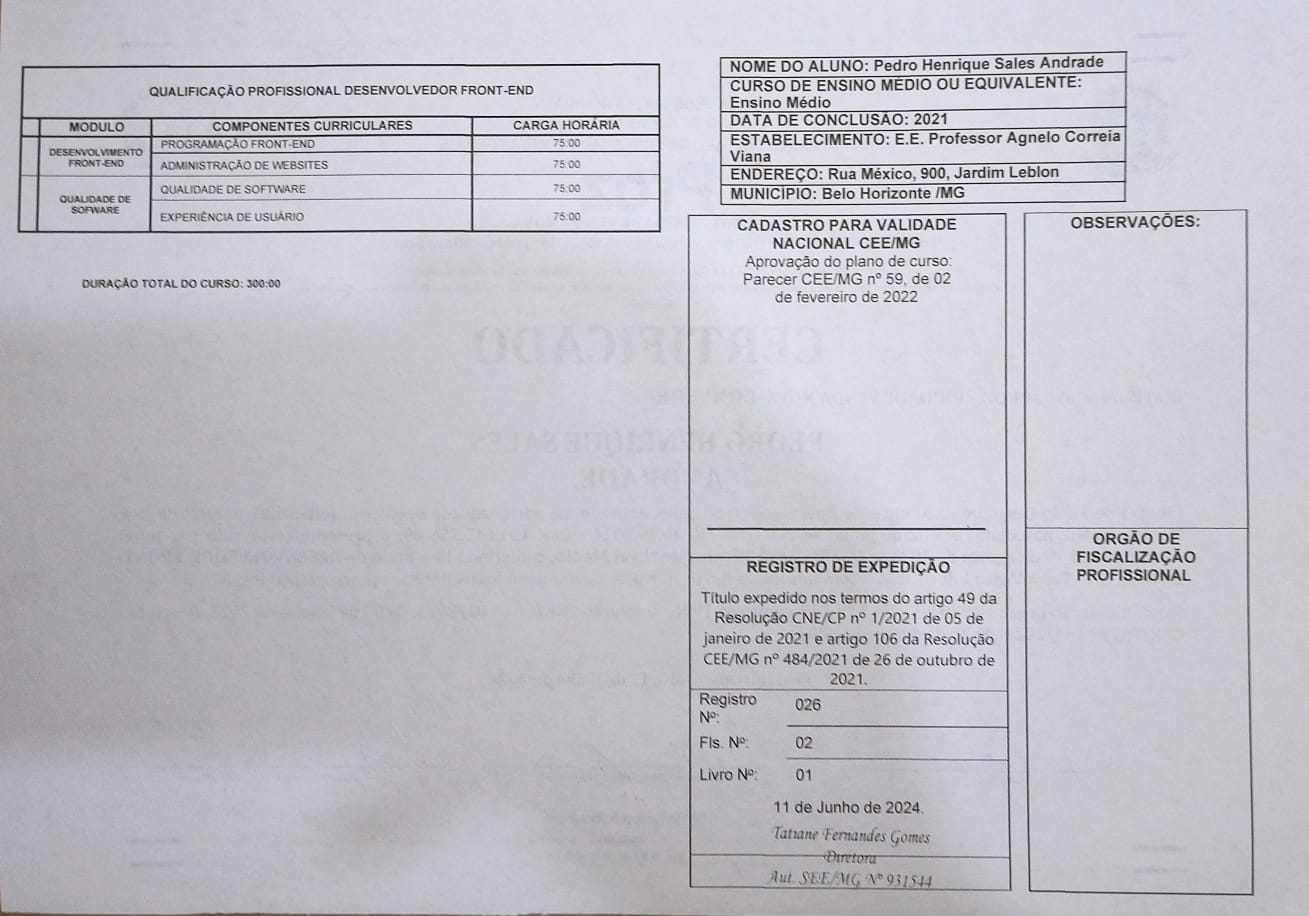 QUALIFICAÇÃO PROFISSIONAL DESENVOLVEDOR FRONT-END
MODULO COMPONENTES CURRICULARES CARGA HORÁRIA
DESENVOLVIMENTO FRONT-END
PROGRAMAÇÃO FRONT-END 75:00
ADMINISTRAÇÃO DE WEBSITES 75:00
QUALIDADE DE SOFWARE
QUALIDADE DE SOFTWARE 75:00
EXPERIÊNCIA DE USUÁRIO 75:00
DURAÇÃO TOTAL DO CURSO: 300:00
NOME DO ALUNO: Pedro Henrique Sales Andrade
CURSO DE ENSINO MÉDIO OU EQUIVALENTE:
Ensino Médio
DATA DE CONCLUSÃO: 2021
ESTABELECIMENTO: E.E. Professor Agnelo Correia
Viana
ENDEREÇO: Rua México, 900, Jardim Leblon
MUNICÍPIO: Belo Horizonte /MG
CADASTRO PARA VALIDADE
NACIONAL CEE/MG
Aprovação do plano de curso:
Parecer CEE/MG nº 59, de 02
de fevereiro de 2022
REGISTRO DE EXPEDIÇÃO
Título expedido nos termos do artigo 49 da
Resolução CNE/CP nº 1/2021 de 05 de
janeiro de 2021 e artigo 106 da Resolução
CEE/MG nº 484/2021 de 26 de outubro de
2021.
Registro Nº: 026
Fls. Nº: 02
Livro Nº: 01
11 de Junho de 2024.
Tatiane Fernandes Gomes
Diretora
Aut. SEE/MG Nº 931544
OBSERVAÇÕES:
ORGÃO DE
FISCALIZAÇÃO
PROFISSIONAL
CERTIFICADO
PEDRO HENRIQUE SALES
ANDRADE